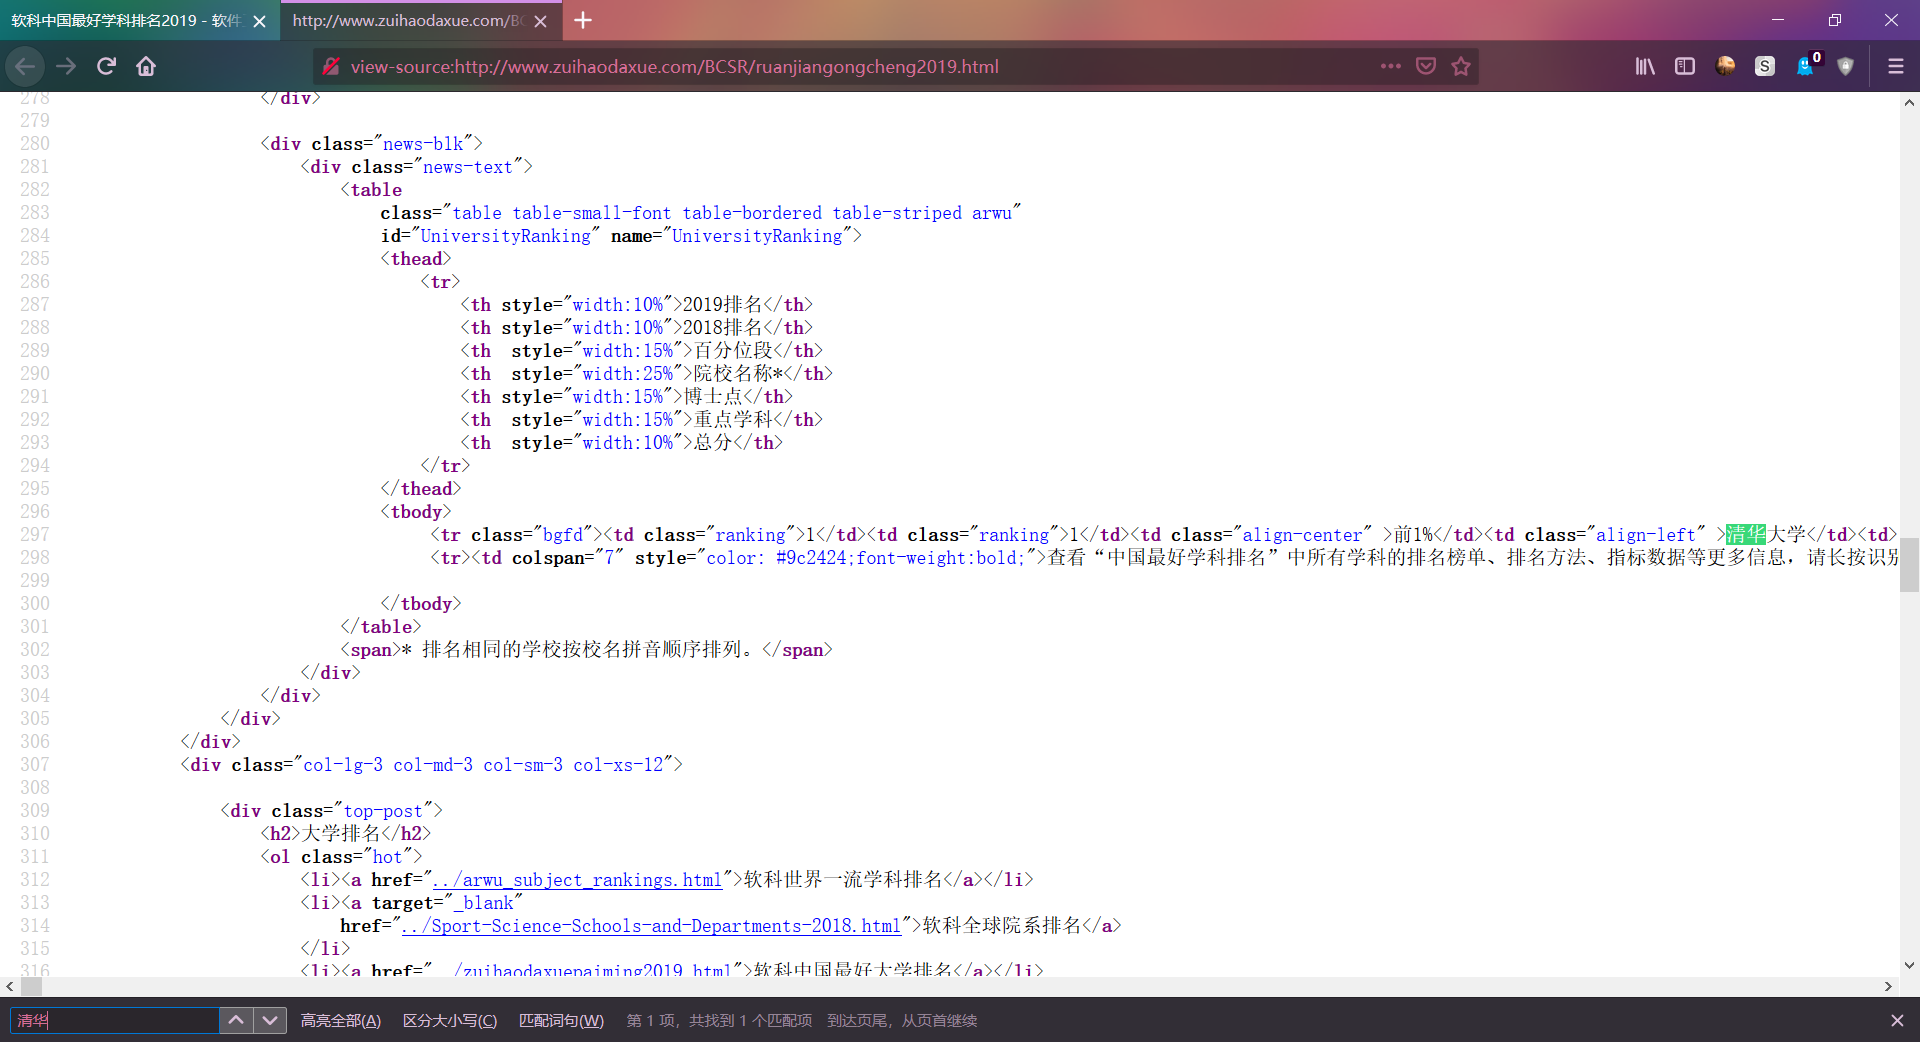 软科中国最好学科排名2019 - 软件
http://www.zuihaodaxue.com/BC
view-source:http://www.zuihaodaxue.com/BCSR/ruanjiangongcheng2019.html
S
0
278 </div>
279
280 <div class="news-blk">
281 <div class="news-text">
282 <table
283 class="table table-small-font table-bordered table-striped arwu"
284 id="UniversityRanking" name="UniversityRanking">
285 <thead>
286 <tr>
287 <th style="width:10%">2019排名</th>
288 <th style="width:10%">2018排名</th>
289 <th  style="width:15%">百分位段</th>
290 <th  style="width:25%">院校名称*</th>
291 <th style="width:15%">博士点</th>
292 <th  style="width:15%">重点学科</th>
293 <th  style="width:10%">总分</th>
294 </tr>
295 </thead>
296 <tbody>
297 <tr class="bgfd"><td class="ranking">1</td><td class="ranking">1</td><td class="align-center" >前1%</td><td class="align-left" >清华大学</td><td>
298 <tr><td colspan="7" style="color: #9c2424;font-weight:bold;">查看“中国最好学科排名”中所有学科的排名榜单、排名方法、指标数据等更多信息，请长按识别
299
300 </tbody>
301 </table>
302 <span>* 排名相同的学校按校名拼音顺序排列。</span>
303 </div>
304 </div>
305 </div>
306 </div>
307 <div class="col-lg-3 col-md-3 col-sm-3 col-xs-12">
308
309 <div class="top-post">
310 <h2>大学排名</h2>
311 <ol class="hot">
312 <li><a href="../arwu_subject_rankings.html">软科世界一流学科排名</a></li>
313 <li><a target="_blank"
314 href="../Sport-Science-Schools-and-Departments-2018.html">软科全球院系排名</a>
315 </li>
316 <li><a href="../zuihaodaxuepaiming2019.html">软科中国最好大学排名</a></li>
清华 高亮全部(A) 区分大小写(C) 匹配词句(W) 第 1 项，共找到 1 个匹配项 到达页尾，从页首继续